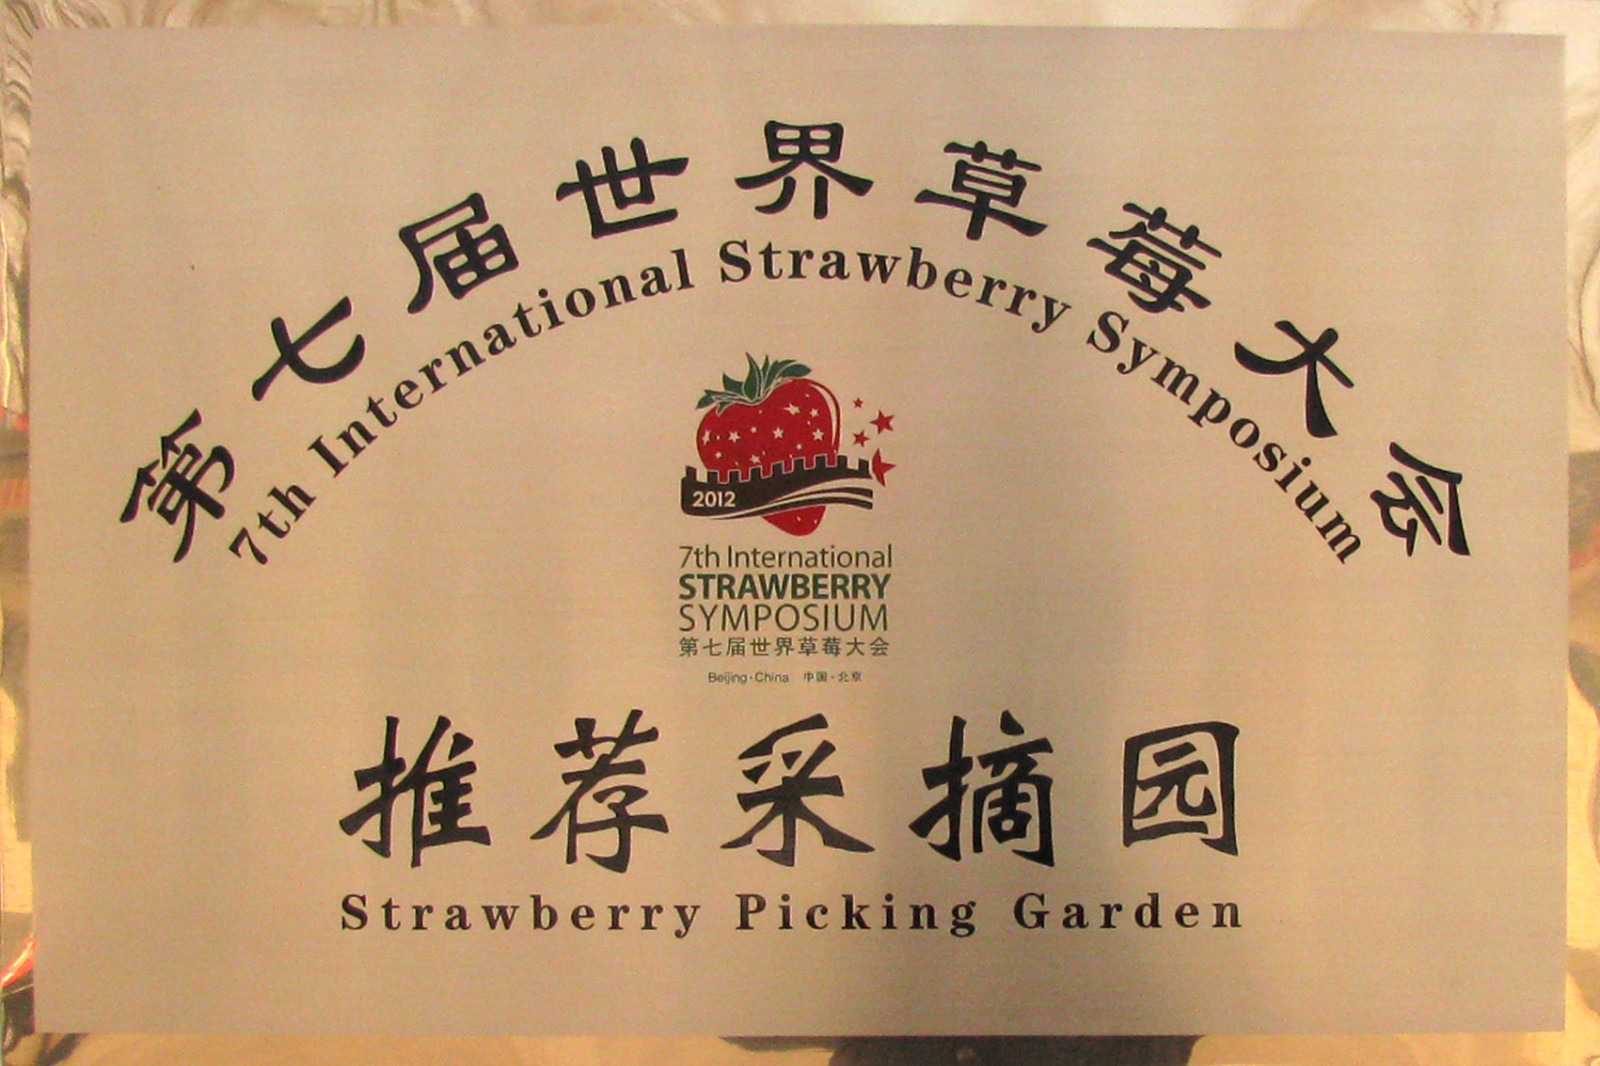 第七届世界草莓大会
7th International Strawberry Symposium
2012
7th International
STRAWBERRY
SYMPOSIUM
第七届世界草莓大会
Beijing·China 中国·北京
推荐采摘园
Strawberry Picking Garden